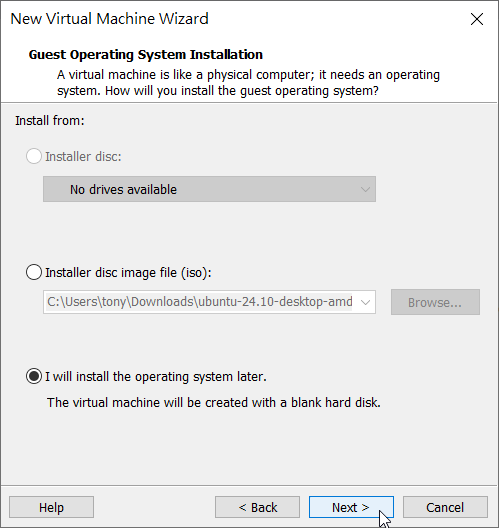 New Virtual Machine Wizard
Guest Operating System Installation
A virtual machine is like a physical computer; it needs an operating
system. How will you install the guest operating system?
Install from:
Installer disc:
No drives available
Installer disc image file (iso):
C:\Users\tony\Downloads\ubuntu-24.10-desktop-amd
Browse...
I will install the operating system later.
The virtual machine will be created with a blank hard disk.
Help
< Back
Next >
Cancel